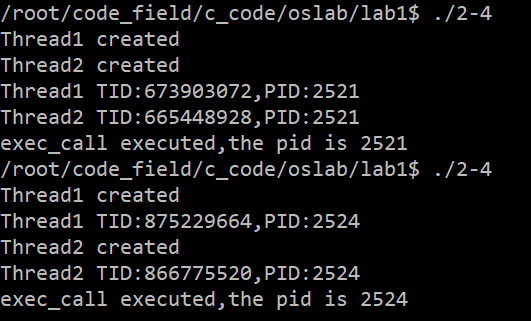 /root/code_field/c_code/oslab/lab1$ ./2-4
Thread1 created
Thread2 created
Thread1 TID:673903072,PID:2521
Thread2 TID:665448928,PID:2521
exec_call executed,the pid is 2521
/root/code_field/c_code/oslab/lab1$ ./2-4
Thread1 created
Thread1 TID:875229664,PID:2524
Thread2 created
Thread2 TID:866775520,PID:2524
exec_call executed,the pid is 2524